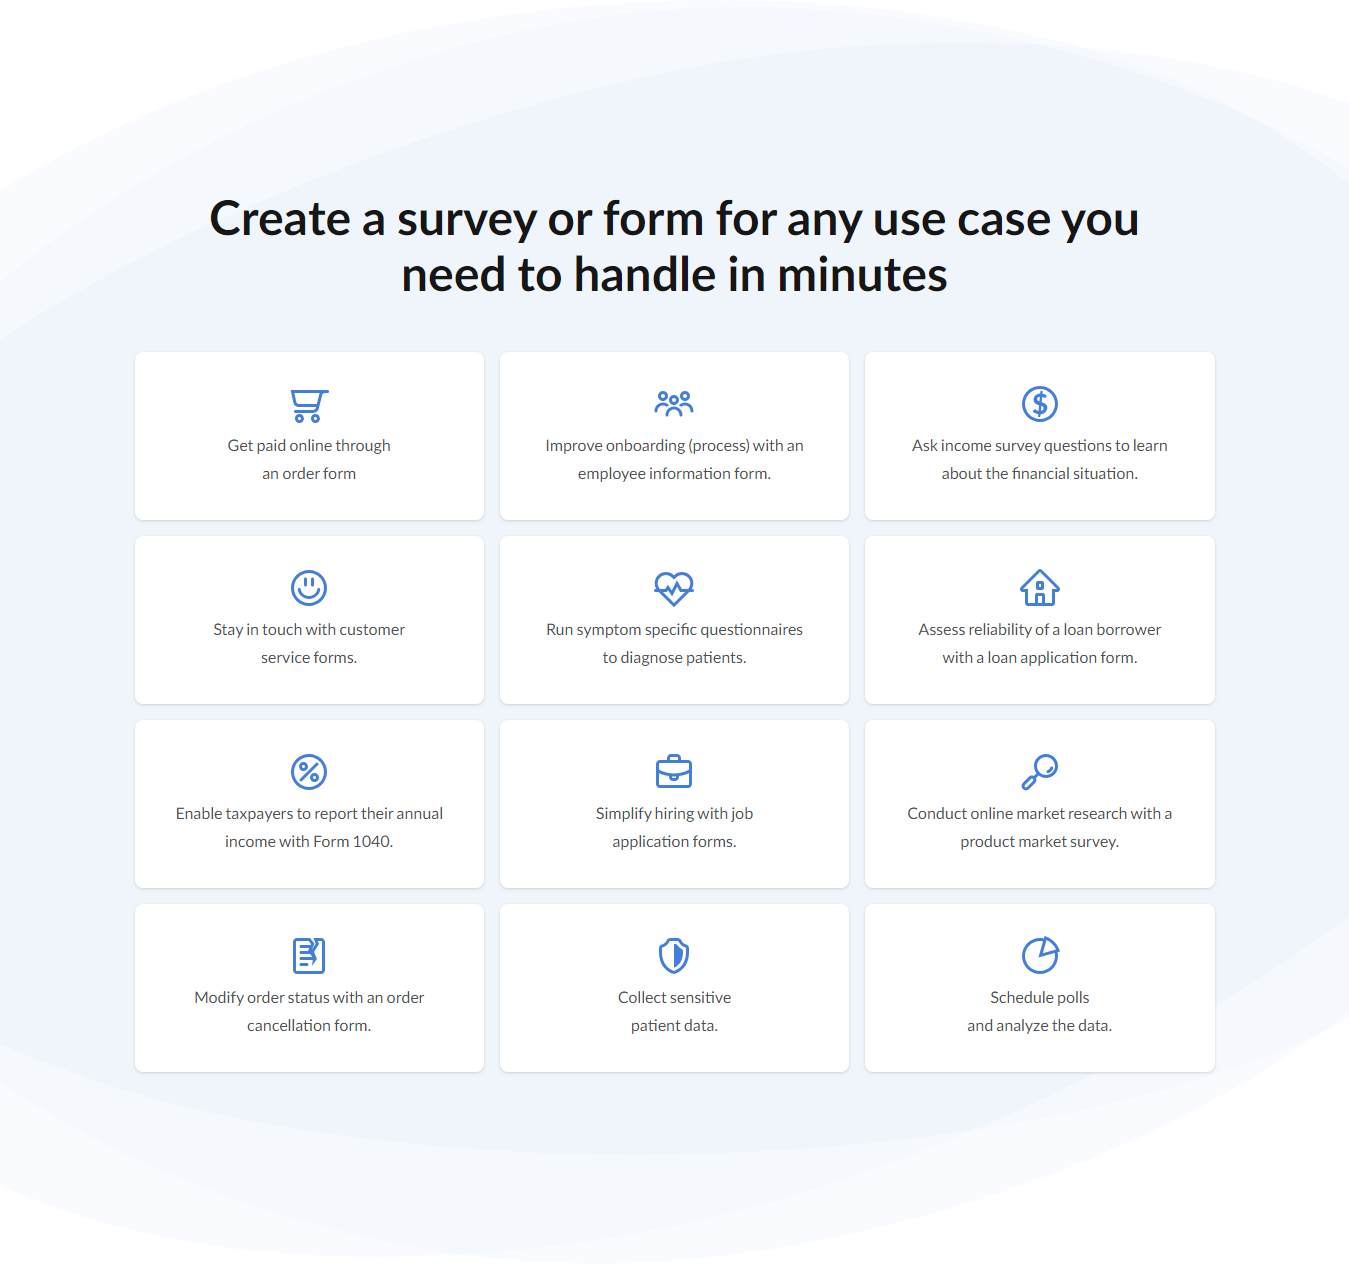 Create a survey or form for any use case you
need to handle in minutes
Get paid online through
an order form
Improve onboarding (process) with an
employee information form.
Ask income survey questions to learn
about the financial situation.
Stay in touch with customer
service forms.
Run symptom specific questionnaires
to diagnose patients.
Assess reliability of a loan borrower
with a loan application form.
Enable taxpayers to report their annual
income with Form 1040.
Simplify hiring with job
application forms.
Conduct online market research with a
product market survey.
Modify order status with an order
cancellation form.
Collect sensitive
patient data.
Schedule polls
and analyze the data.